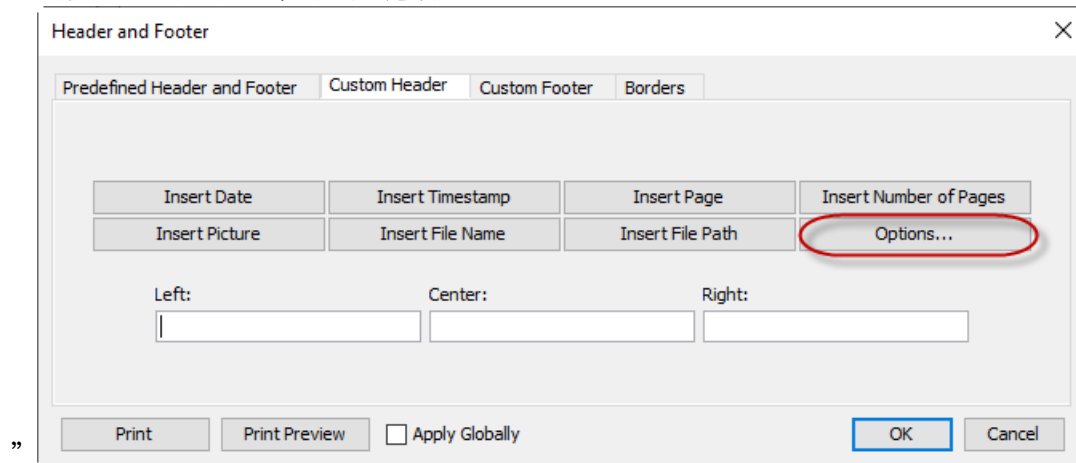 Header and Footer
Predefined Header and Footer Custom Header Custom Footer Borders
Insert Date Insert Timestamp Insert Page Insert Number of Pages
Insert Picture Insert File Name Insert File Path Options...
Left: Center: Right:
Print Print Preview Apply Globally OK Cancel
”